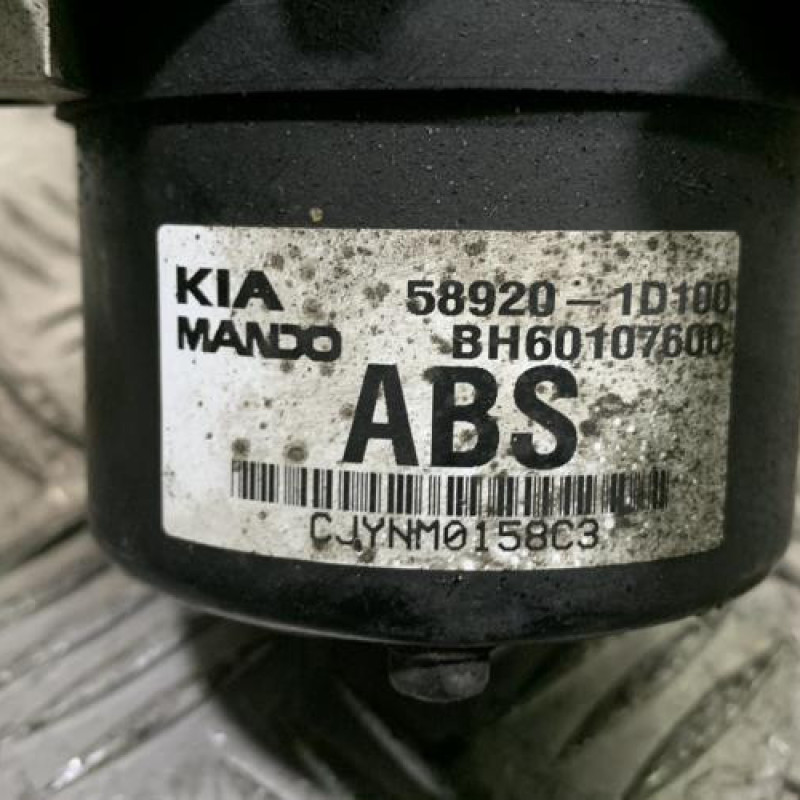 KIA 58920-1D100
MANDO BH60107600
ABS
CJYNM0158C3